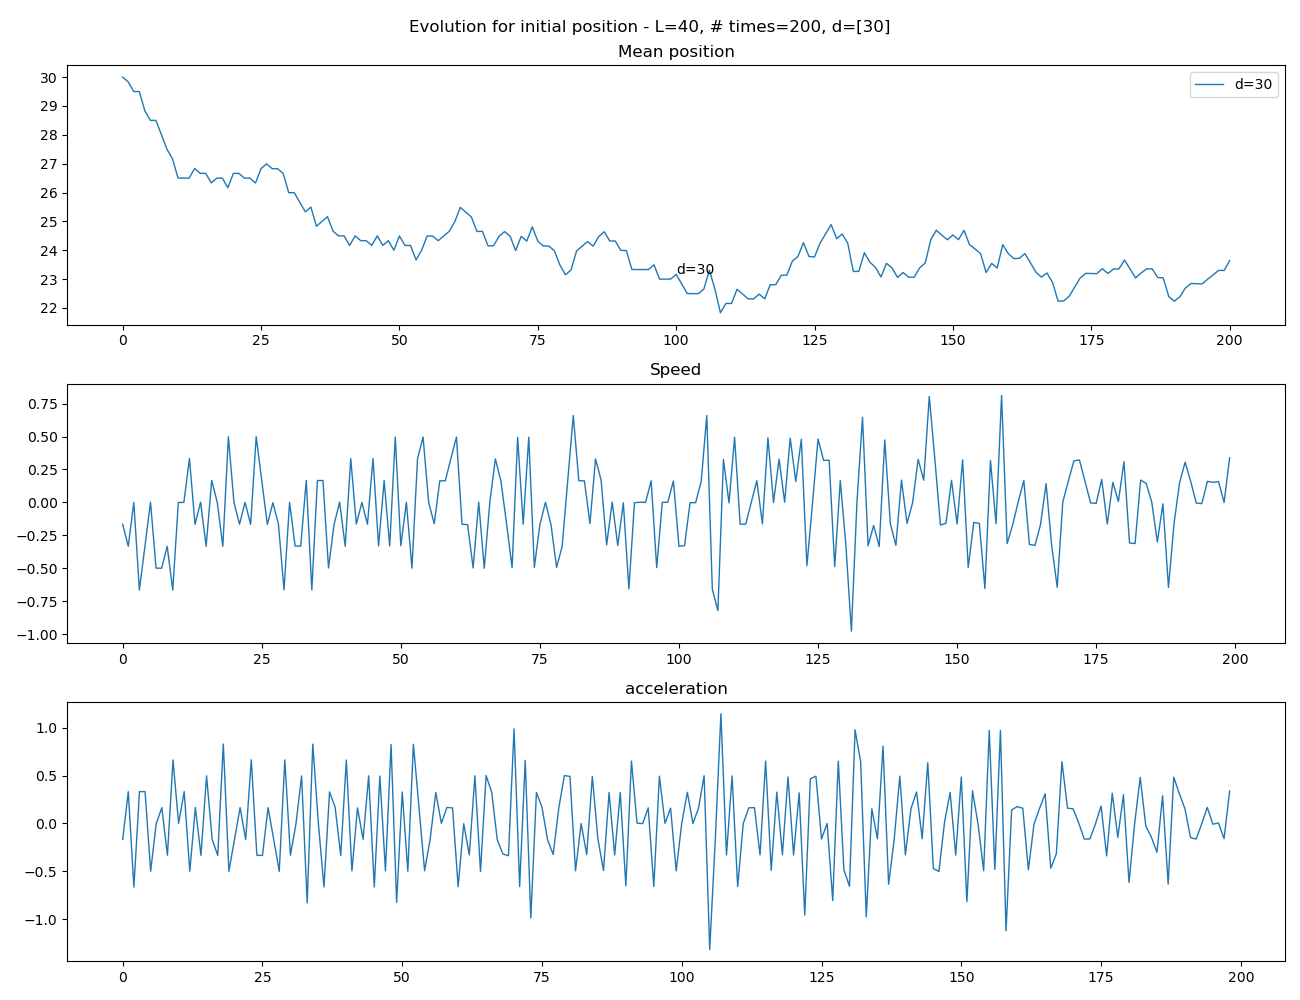 Evolution for initial position - L=40, # times=200, d=[30]
Mean position
30
29
28
27
26
25
24
23
22
d=30
d=30
0 25 50 75 100 125 150 175 200
Speed
0.75
0.50
0.25
0.00
−0.25
−0.50
−0.75
−1.00
0 25 50 75 100 125 150 175 200
acceleration
1.0
0.5
0.0
−0.5
−1.0
0 25 50 75 100 125 150 175 200